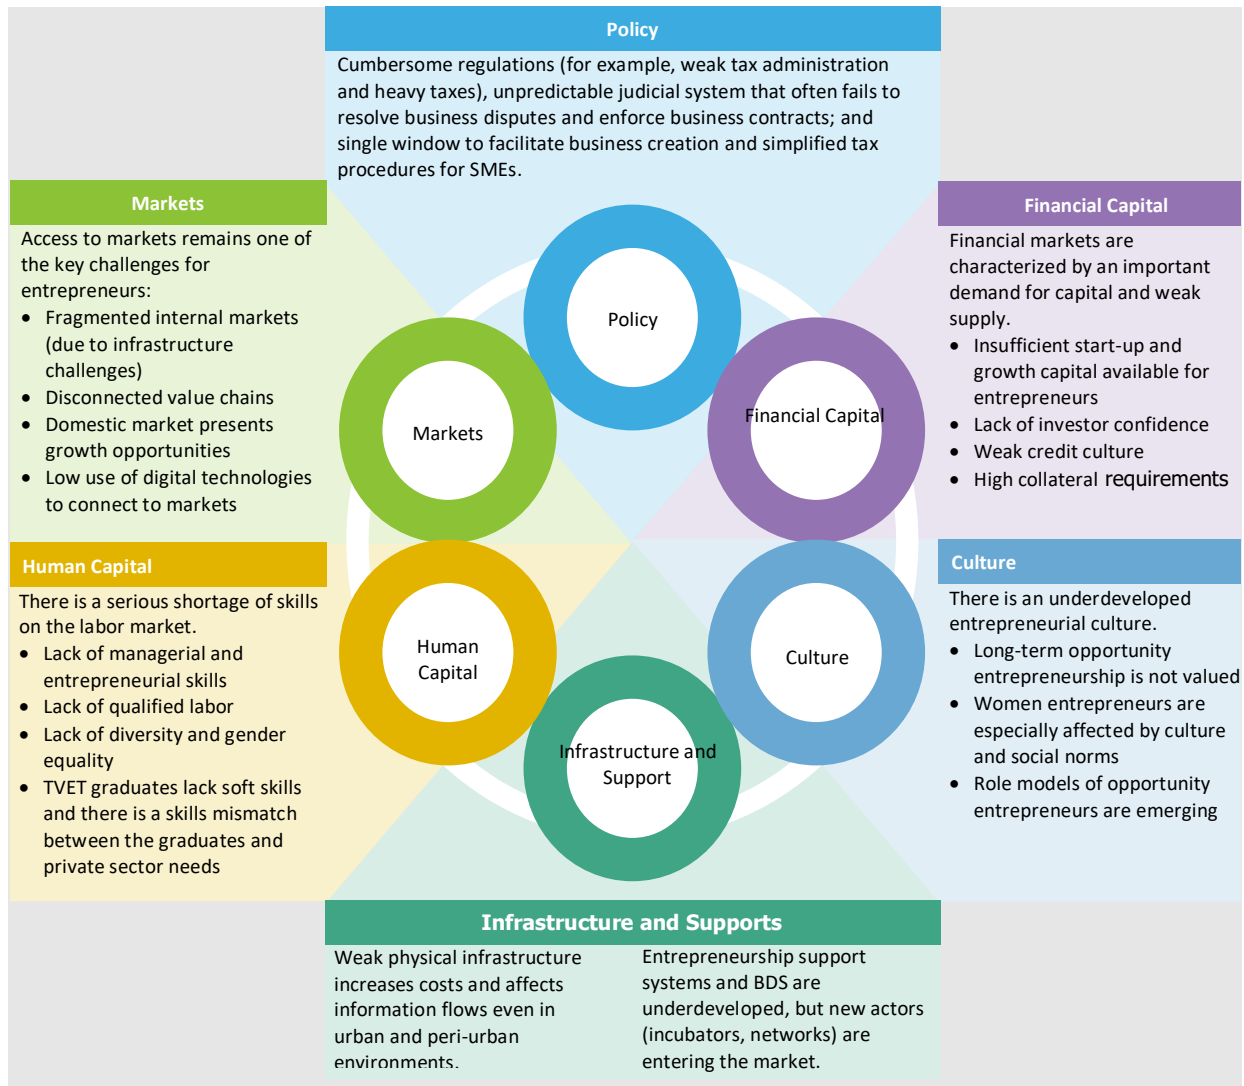 Policy
Cumbersome regulations (for example, weak tax administration
and heavy taxes), unpredictable judicial system that often fails to
resolve business disputes and enforce business contracts; and
single window to facilitate business creation and simplified tax
procedures for SMEs.
Markets
Access to markets remains one of
the key challenges for
entrepreneurs:
• Fragmented internal markets
(due to infrastructure
challenges)
• Disconnected value chains
• Domestic market presents
growth opportunities
• Low use of digital technologies
to connect to markets
Financial Capital
Financial markets are
characterized by an important
demand for capital and weak
supply.
• Insufficient start-up and
growth capital available for
entrepreneurs
• Lack of investor confidence
• Weak credit culture
• High collateral requirements
Policy
Financial Capital
Markets
Human
Capital
Culture
Infrastructure and
Support
Human Capital
There is a serious shortage of skills
on the labor market.
• Lack of managerial and
entrepreneurial skills
• Lack of qualified labor
• Lack of diversity and gender
equality
• TVET graduates lack soft skills
and there is a skills mismatch
between the graduates and
private sector needs
Culture
There is an underdeveloped
entrepreneurial culture.
• Long-term opportunity
entrepreneurship is not valued
• Women entrepreneurs are
especially affected by culture
and social norms
• Role models of opportunity
entrepreneurs are emerging
Infrastructure and Supports
Weak physical infrastructure
increases costs and affects
information flows even in
urban and peri-urban
environments.
Entrepreneurship support
systems and BDS are
underdeveloped, but new actors
(incubators, networks) are
entering the market.